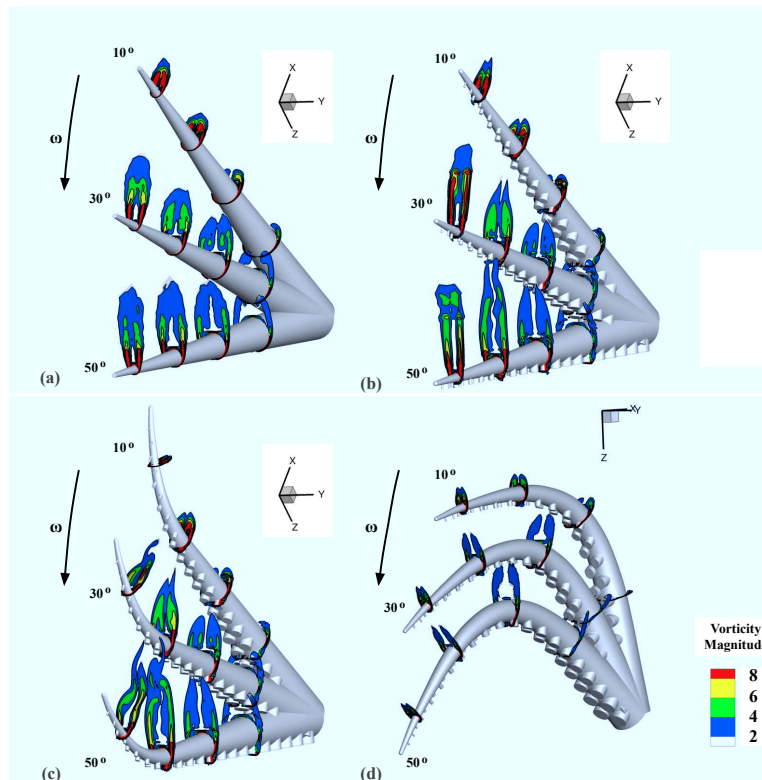 10 o
ω
30 o
50 o
(a)
X
Y
Z
10 o
ω
30 o
50 o
(b)
X
Y
Z
10 o
ω
30 o
50 o
(c)
X
Y
Z
10 o
ω
30 o
50 o
(d)
X Y
Z
Vorticity
Magnitud
8
6
4
2